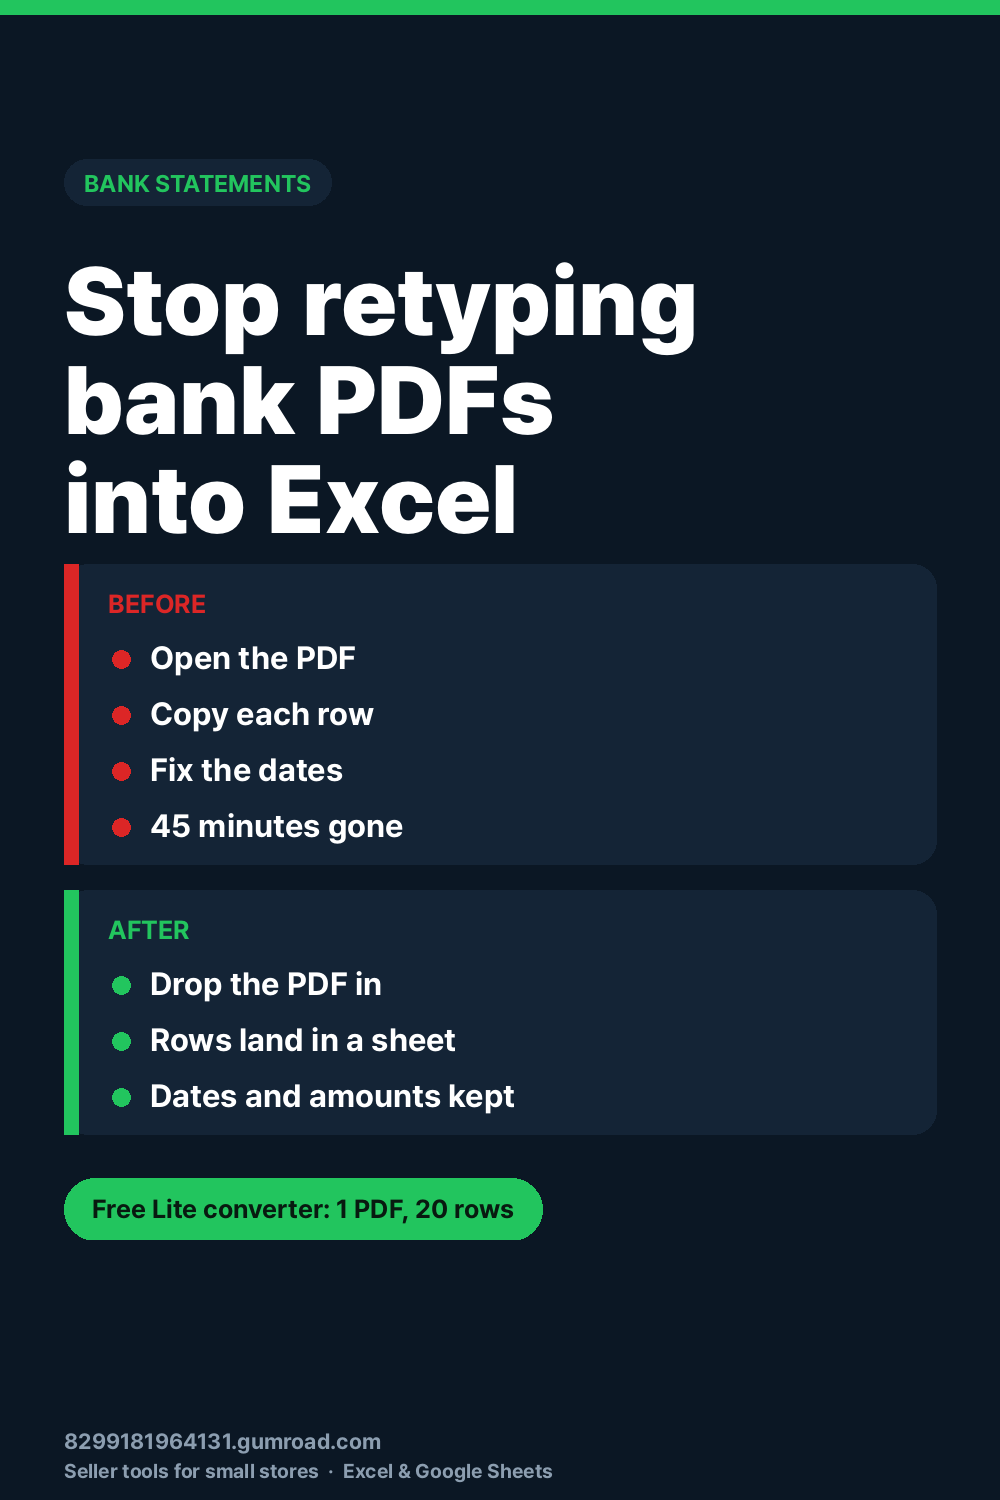 BANK STATEMENTS
Stop retyping
bank PDFs
into Excel
BEFORE
Open the PDF
Copy each row
Fix the dates
45 minutes gone
AFTER
Drop the PDF in
Rows land in a sheet
Dates and amounts kept
Free Lite converter: 1 PDF, 20 rows
8299181964131.gumroad.com
Seller tools for small stores · Excel & Google Sheets